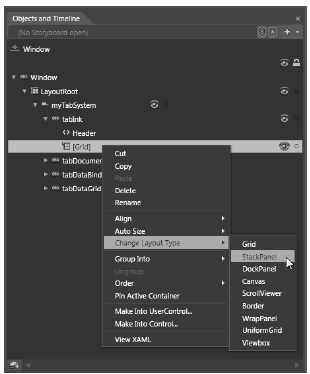 Objects and Timeline
(No Storyboard open)
Window
Window
LayoutRoot
myTabSystem
tabInk
Header
[Grid]
tabDocumen
tabDataBind
tabDataGrid
Cut
Copy
Paste
Delete
Rename
Align
Auto Size
Change Layout Type
Group Into
Ungroup
Order
Pin Active Container
Make Into UserControl...
Make Into Control...
View XAML
Grid
StackPanel
DockPanel
Canvas
ScrollViewer
Border
WrapPanel
UniformGrid
Viewbox